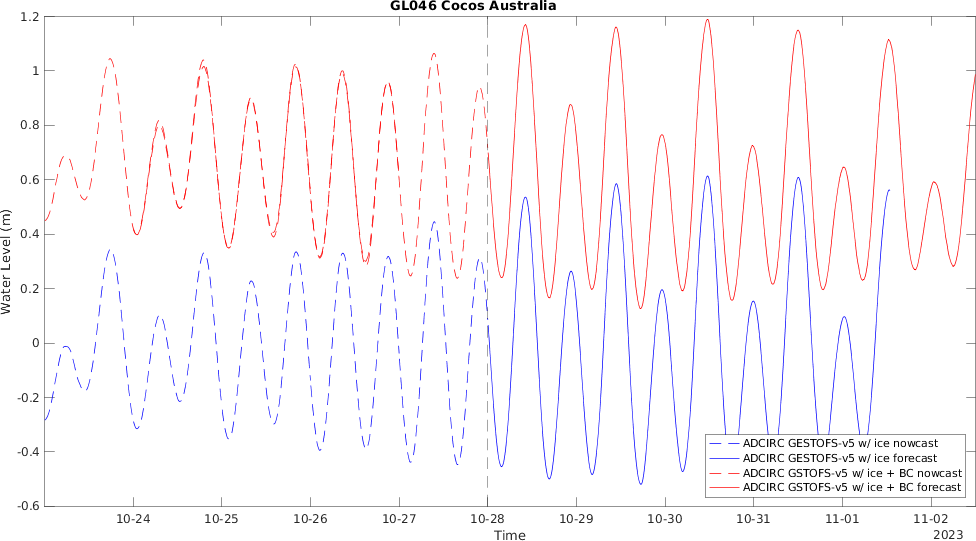 GL046 Cocos Australia
1.2
1
0.8
0.6
0.4
0.2
0
-0.2
-0.4
-0.6
Water Level (m)
ADCIRC GESTOFS-v5 w/ ice nowcast
ADCIRC GESTOFS-v5 w/ ice forecast
ADCIRC GSTOFS-v5 w/ ice + BC nowcast
ADCIRC GSTOFS-v5 w/ ice + BC forecast
10-24 10-25 10-26 10-27 10-28 10-29 10-30 10-31 11-01 11-02
Time
2023